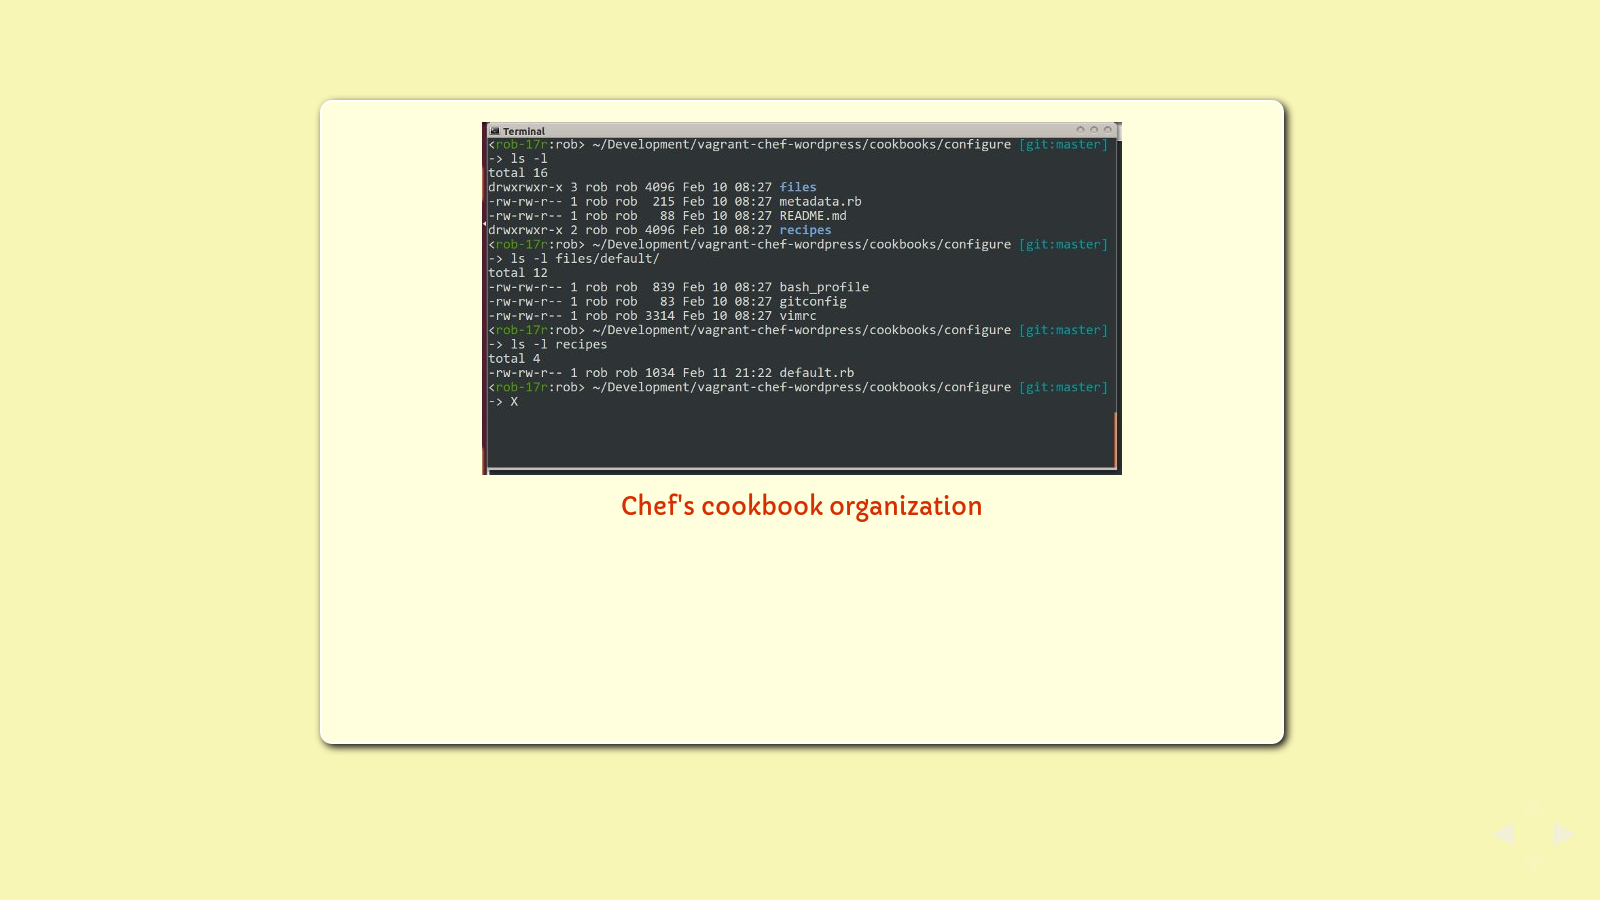 Terminal
<rob-17r:rob> ~/Development/vagrant-chef-wordpress/cookbooks/configure [git:master]
-> ls -l
total 16
drwxrwxr-x 3 rob rob 4096 Feb 10 08:27 files
-rw-rw-r-- 1 rob rob  215 Feb 10 08:27 metadata.rb
-rw-rw-r-- 1 rob rob   88 Feb 10 08:27 README.md
drwxrwxr-x 2 rob rob 4096 Feb 10 08:27 recipes
<rob-17r:rob> ~/Development/vagrant-chef-wordpress/cookbooks/configure [git:master]
-> ls -l files/default/
total 12
-rw-rw-r-- 1 rob rob  839 Feb 10 08:27 bash_profile
-rw-rw-r-- 1 rob rob   83 Feb 10 08:27 gitconfig
-rw-rw-r-- 1 rob rob 3314 Feb 10 08:27 vimrc
<rob-17r:rob> ~/Development/vagrant-chef-wordpress/cookbooks/configure [git:master]
-> ls -l recipes
total 4
-rw-rw-r-- 1 rob rob 1034 Feb 11 21:22 default.rb
<rob-17r:rob> ~/Development/vagrant-chef-wordpress/cookbooks/configure [git:master]
-> X
Chef's cookbook organization